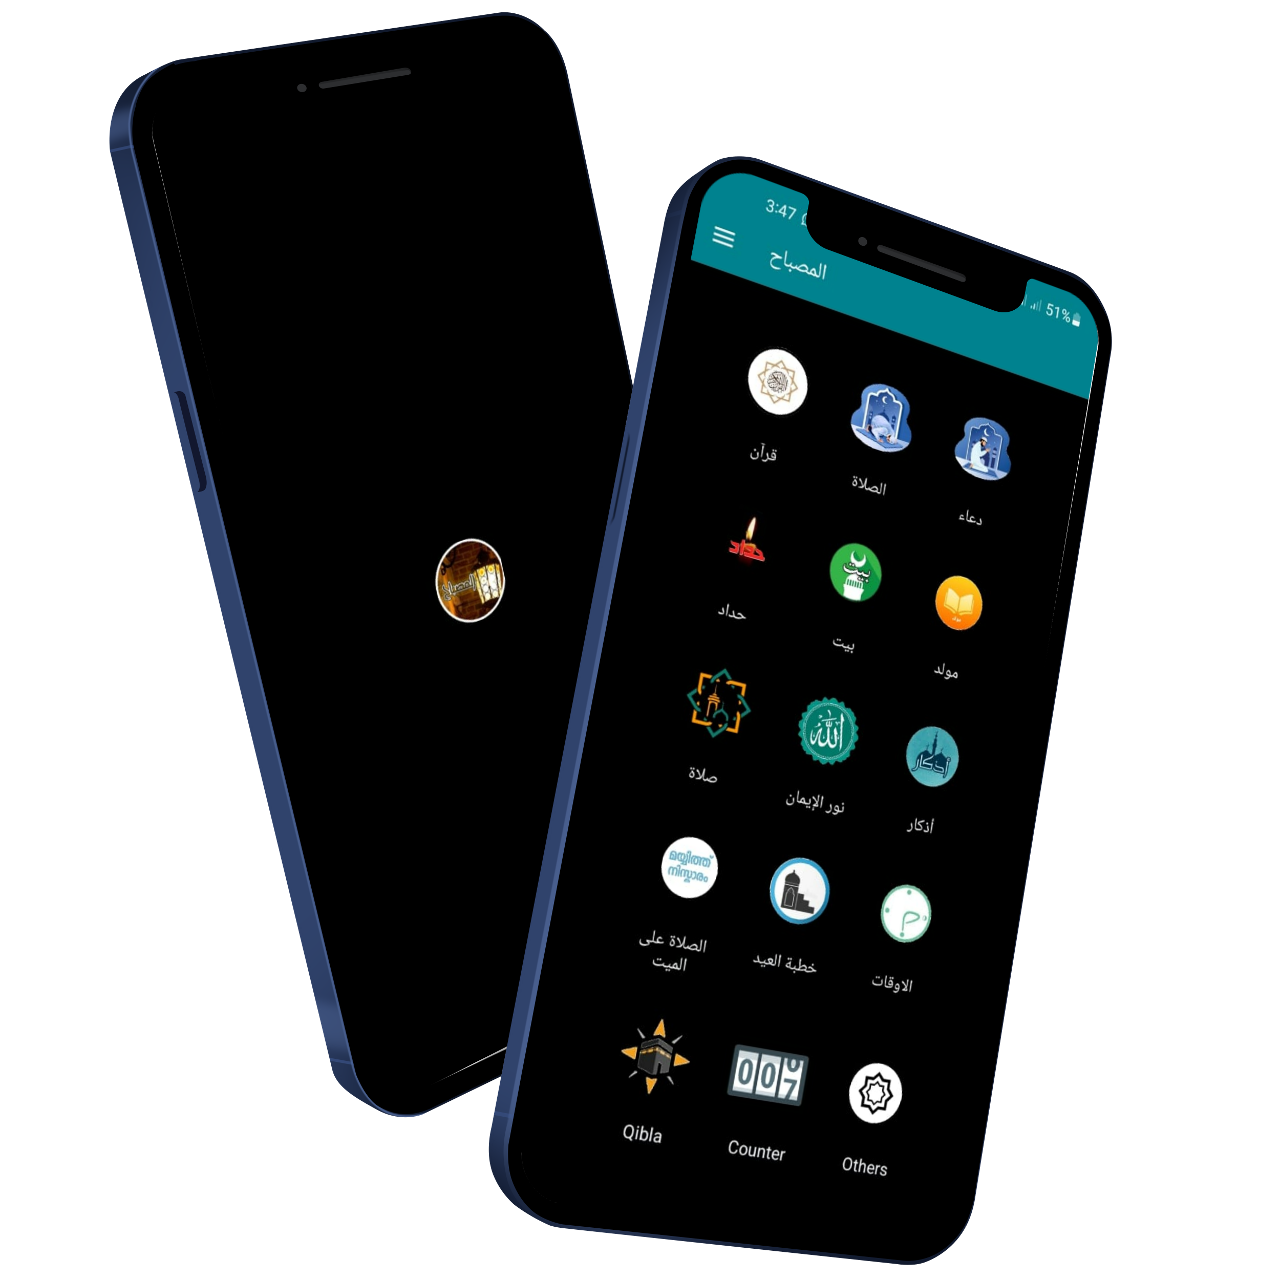 المصباح
3:47
51%
المصباح
قرآن
الصلاة
دعاء
حداد
حداد
بيت
بيت
مولد
صلاة
الله
نور الإيمان
أذكار
أذكار
മയ്യിത്ത്
നിസ്കാരം
الصلاة على
الميت
خطبة العيد
م
الاوقات
Qibla
007
Counter
Others